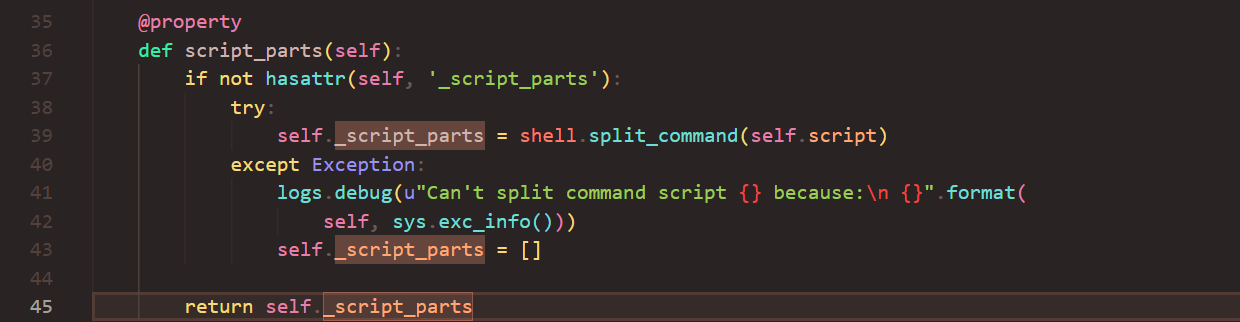 35 @property
36 def script_parts(self):
37     if not hasattr(self, '_script_parts'):
38         try:
39             self._script_parts = shell.split_command(self.script)
40         except Exception:
41             logs.debug(u"Can't split command script {} because:\n {}".format(
42                 self, sys.exc_info()))
43             self._script_parts = []
44
45     return self._script_parts